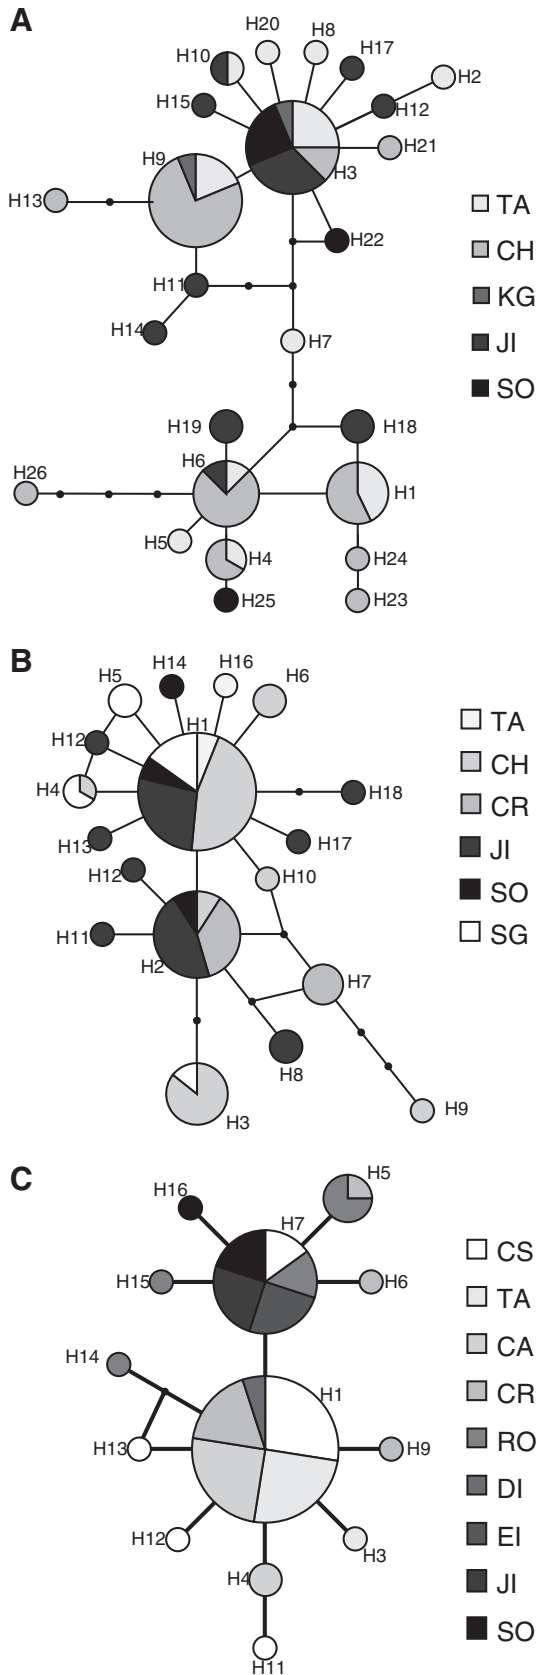 A
H20
H8
H10
H17
H2
H15
H12
H21
H9
H3
H13
H22
H11
H14
H7
TA
CH
KG
JI
SO
H19
H18
H6
H26
H1
H5
H4
H24
H25
H23
B
H5
H14
H16
H6
H1
H12
H4
H18
H13
H17
H12
H10
H11
H2
H7
H8
H3
H9
TA
CH
CR
JI
SO
SG
C
H16
H7
H5
H15
H6
H14
H1
H13
H9
H12
H3
H4
H11
CS
TA
CA
CR
RO
DI
EI
JI
SO